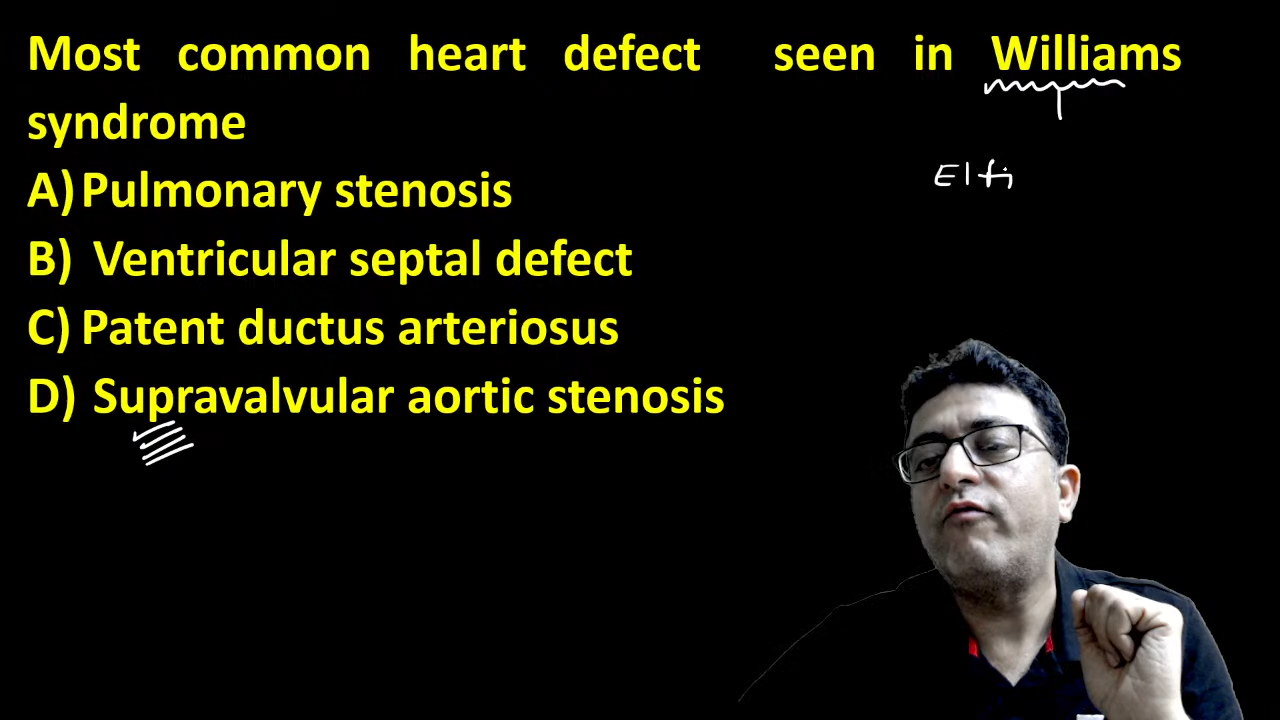 Most common heart defect seen in Williams
syndrome
Elfi
A) Pulmonary stenosis
B) Ventricular septal defect
C) Patent ductus arteriosus
D) Supravalvular aortic stenosis